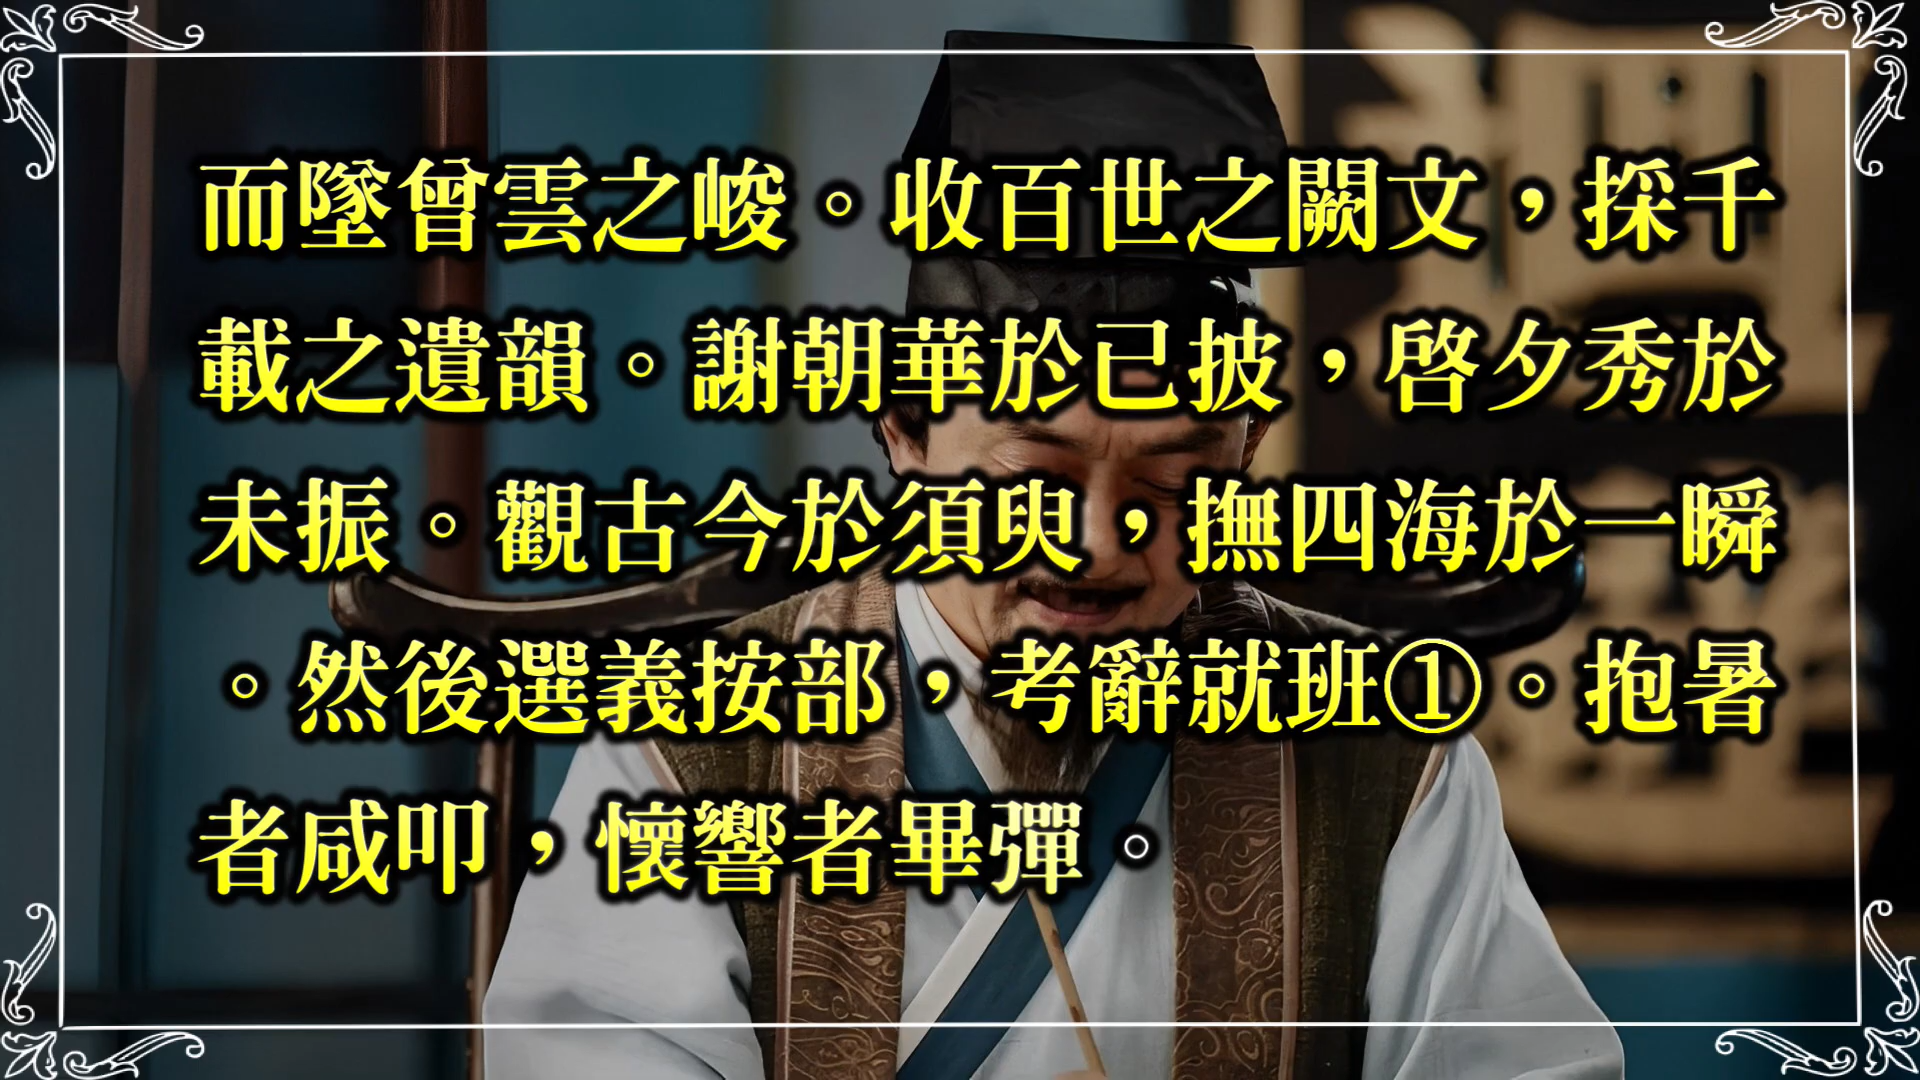 而墜曾雲之峻。收百世之闕文，採千
載之遺韻。謝朝華於已披，啓夕秀於
未振。觀古今於須臾，撫四海於一瞬
。然後選義按部，考辭就班①。抱暑
者咸叩，懷響者畢彈。